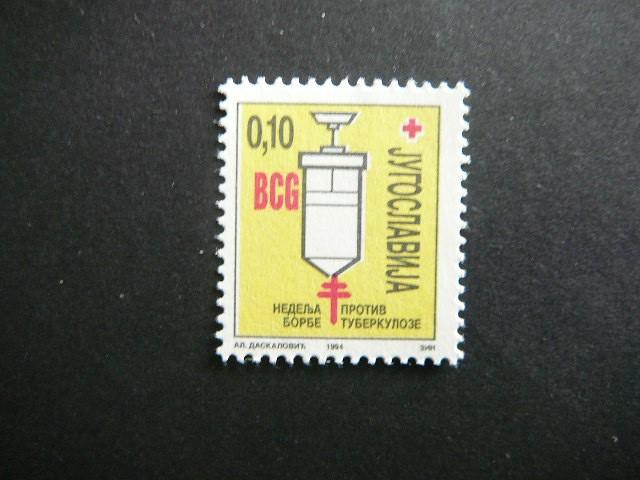 0,10
BCG
ЈУГОСЛАВИЈА
НЕДЕЉА ПРОТИВ
БОРБЕ ТУБЕРКУЛОЗЕ
АЛ. ДАСКАЛОВИЋ 1994 ЗИН